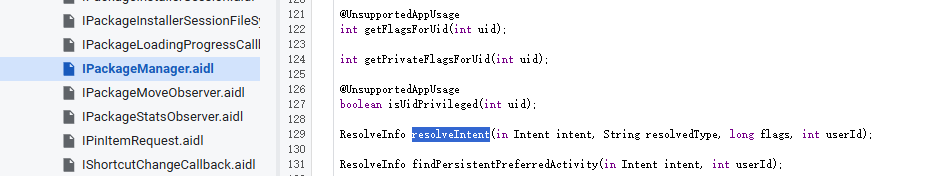 IPackageInstallerSessionFileSy
IPackageLoadingProgressCallb
IPackageManager.aidl
IPackageMoveObserver.aidl
IPackageStatsObserver.aidl
IPinItemRequest.aidl
IShortcutChangeCallback.aidl
121 @UnsupportedAppUsage
122 int getFlagsForUid(int uid);
123
124 int getPrivateFlagsForUid(int uid);
125
126 @UnsupportedAppUsage
127 boolean isUidPrivileged(int uid);
128
129 ResolveInfo resolveIntent(in Intent intent, String resolvedType, long flags, int userId);
130
131 ResolveInfo findPersistentPreferredActivity(in Intent intent, int userId);